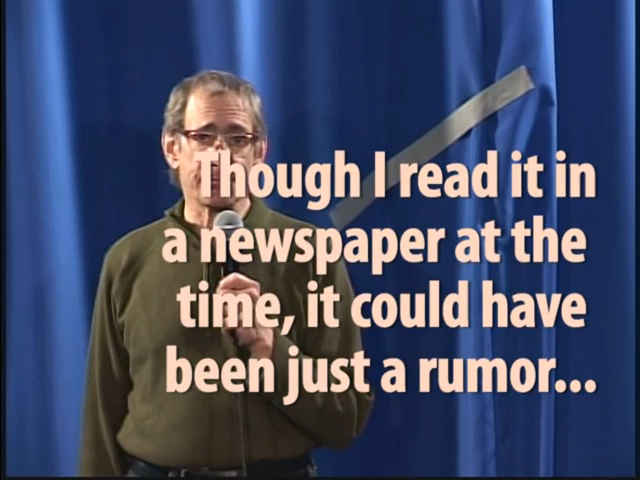 Though I read it in
a newspaper at the
time, it could have
been just a rumor...